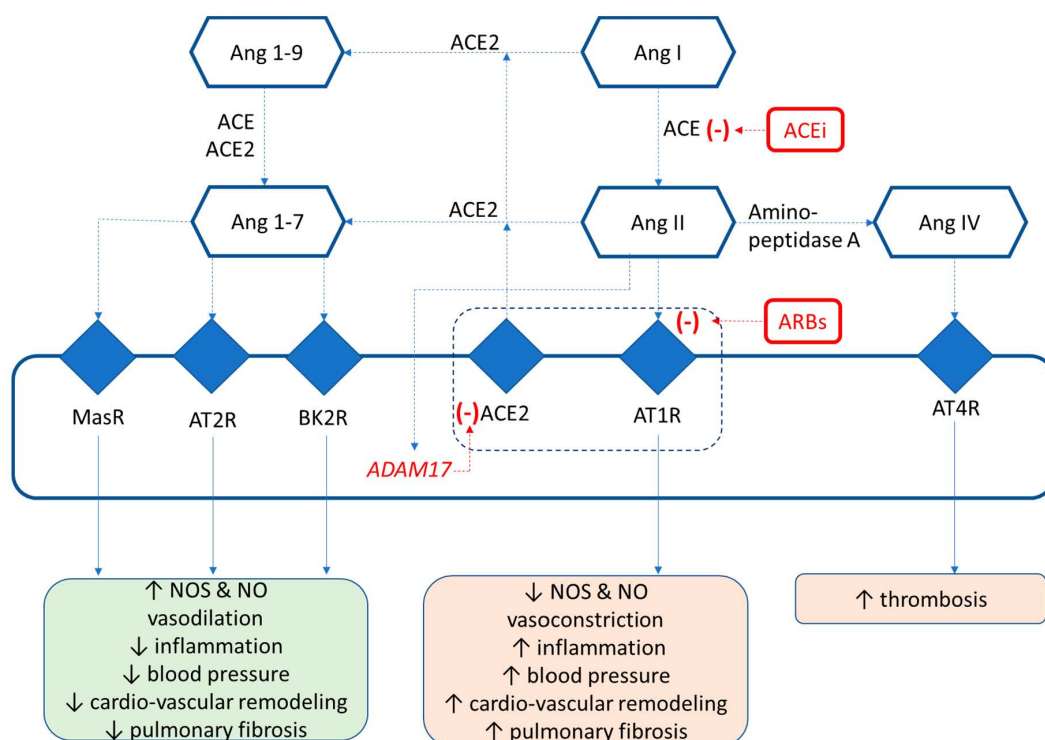 Ang 1-9
ACE2
Ang I
ACE
ACE2
ACE (-)
ACEi
Ang 1-7
ACE2
Ang II
Amino-
peptidase A
Ang IV
(-)
ARBs
MasR
AT2R
BK2R
(-) ACE2
AT1R
AT4R
ADAM17
↑ NOS & NO
vasodilation
↓ inflammation
↓ blood pressure
↓ cardio-vascular remodeling
↓ pulmonary fibrosis
↓ NOS & NO
vasoconstriction
↑ inflammation
↑ blood pressure
↑ cardio-vascular remodeling
↑ pulmonary fibrosis
↑ thrombosis